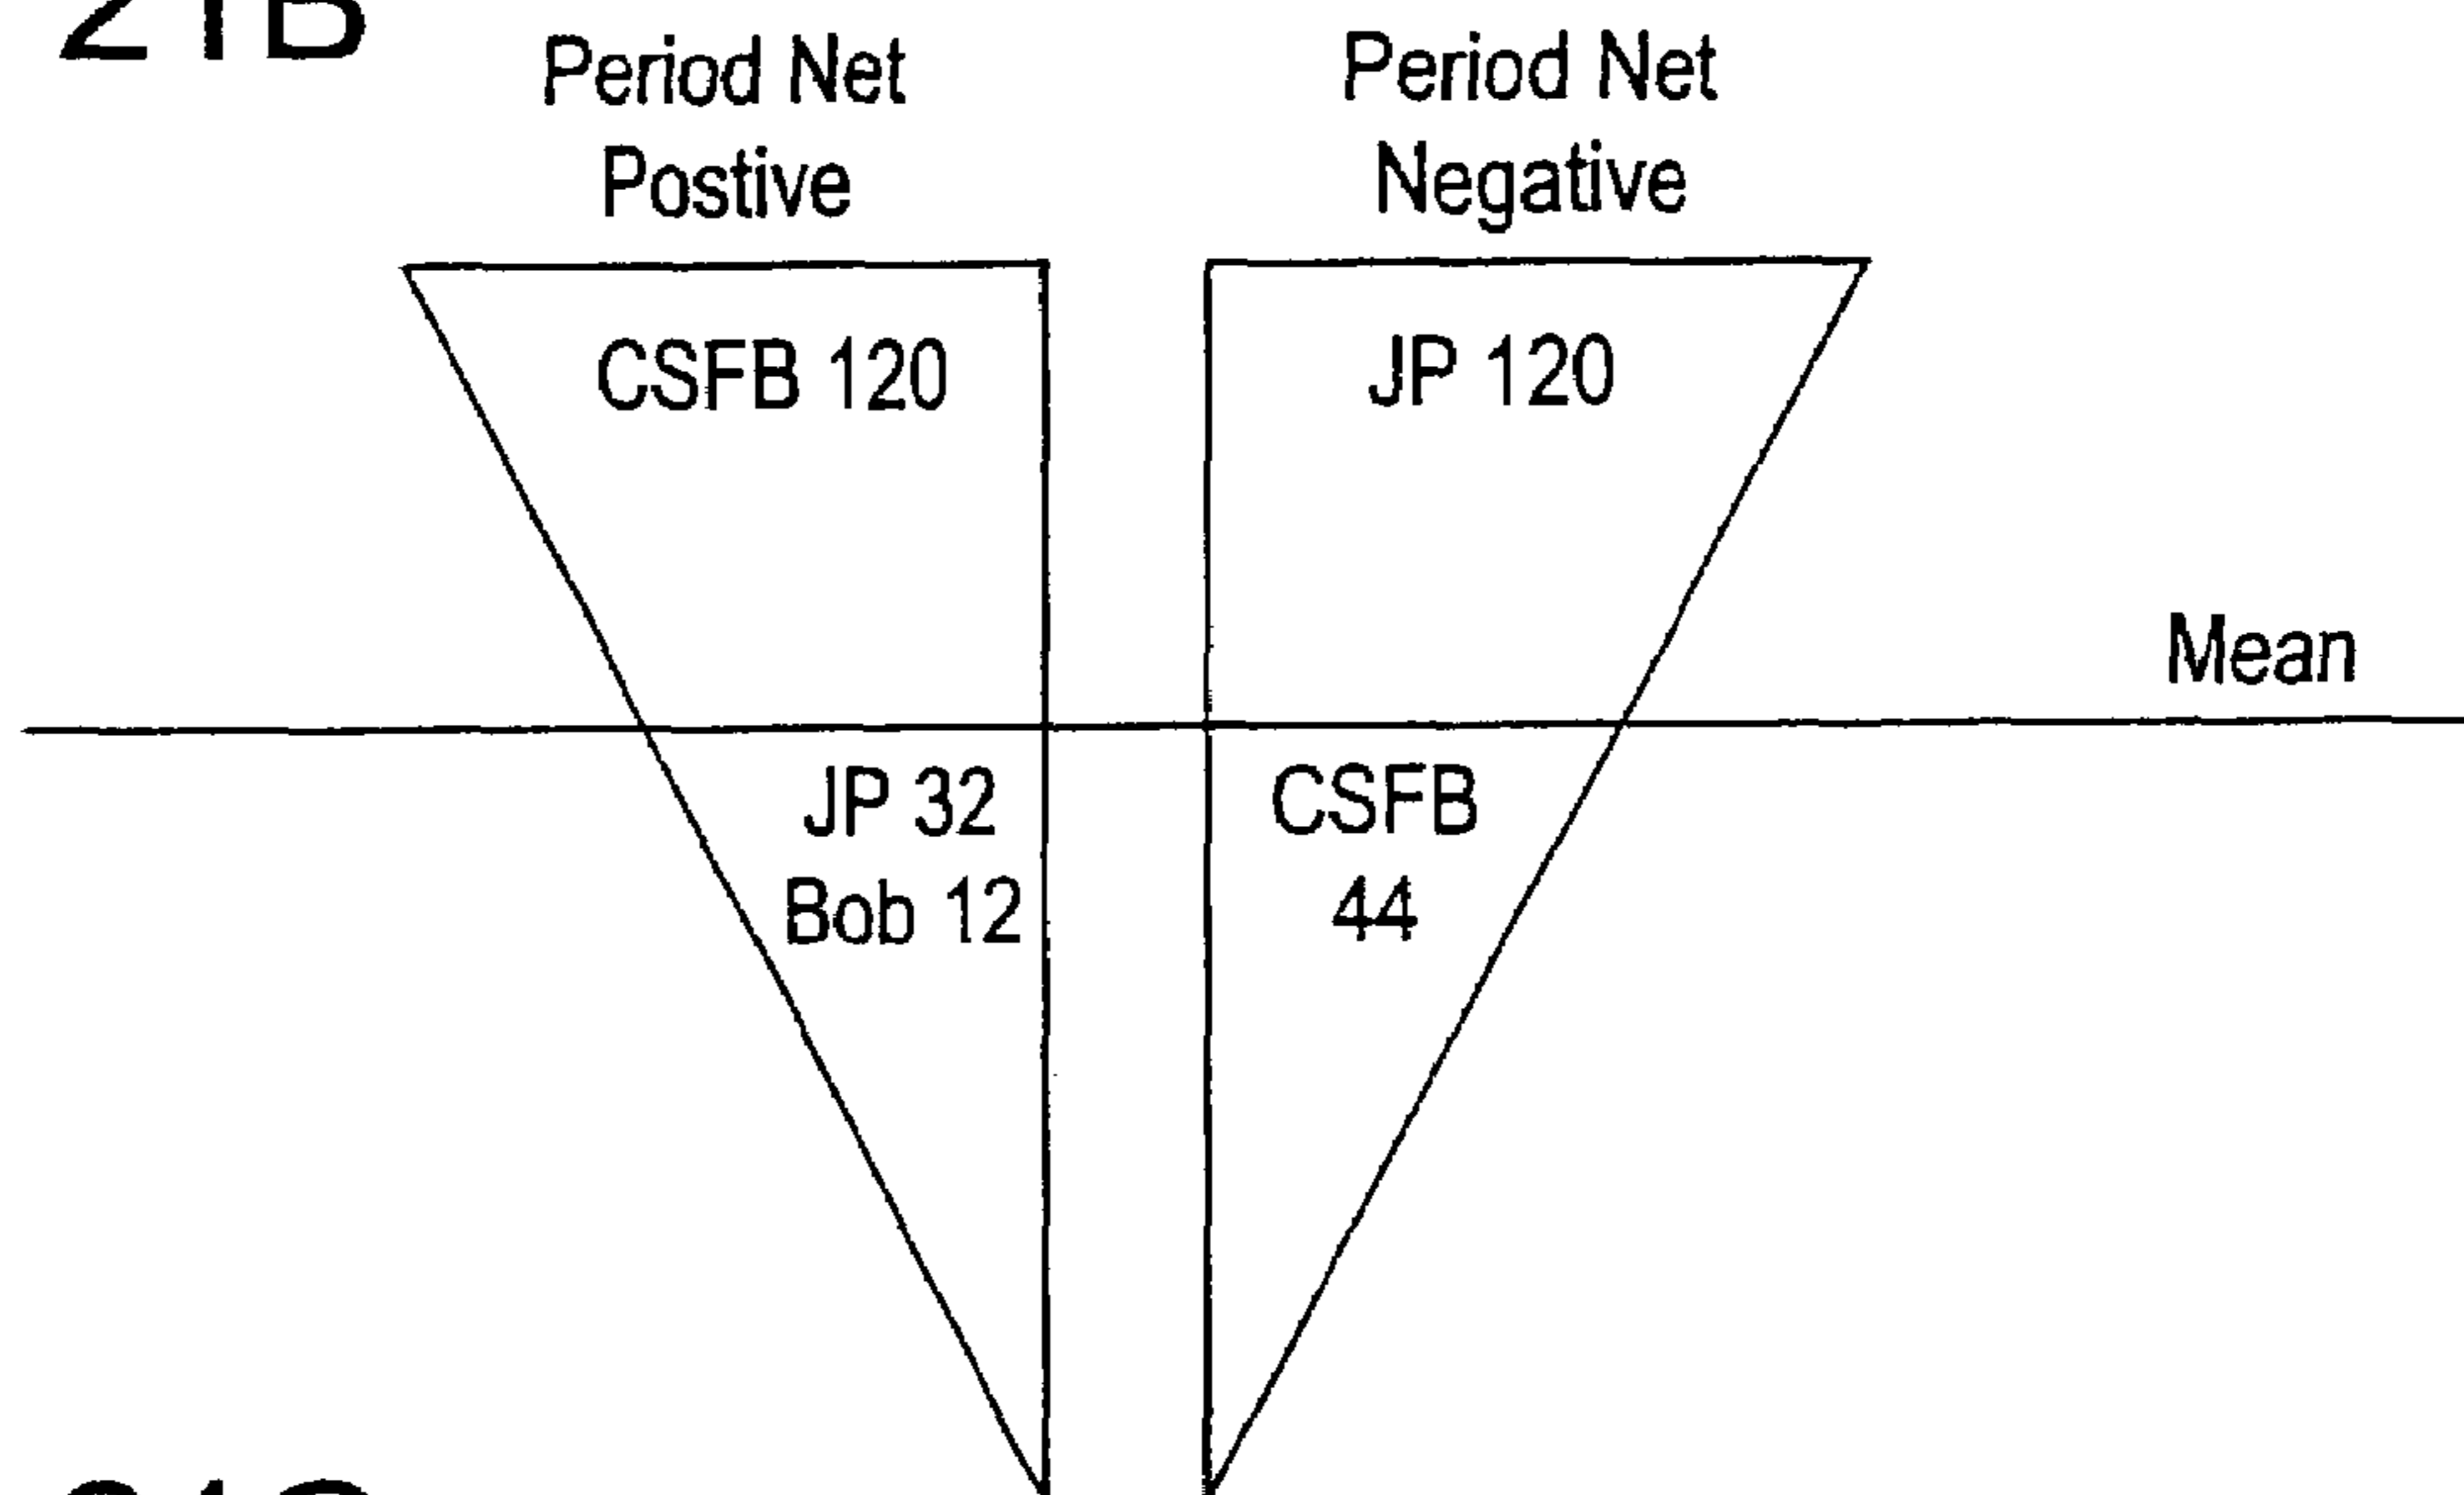 21B
Period Net
Postive
Period Net
Negative
CSFB 120
JP 120
Mean
JP 32
Bob 12
CSFB
44